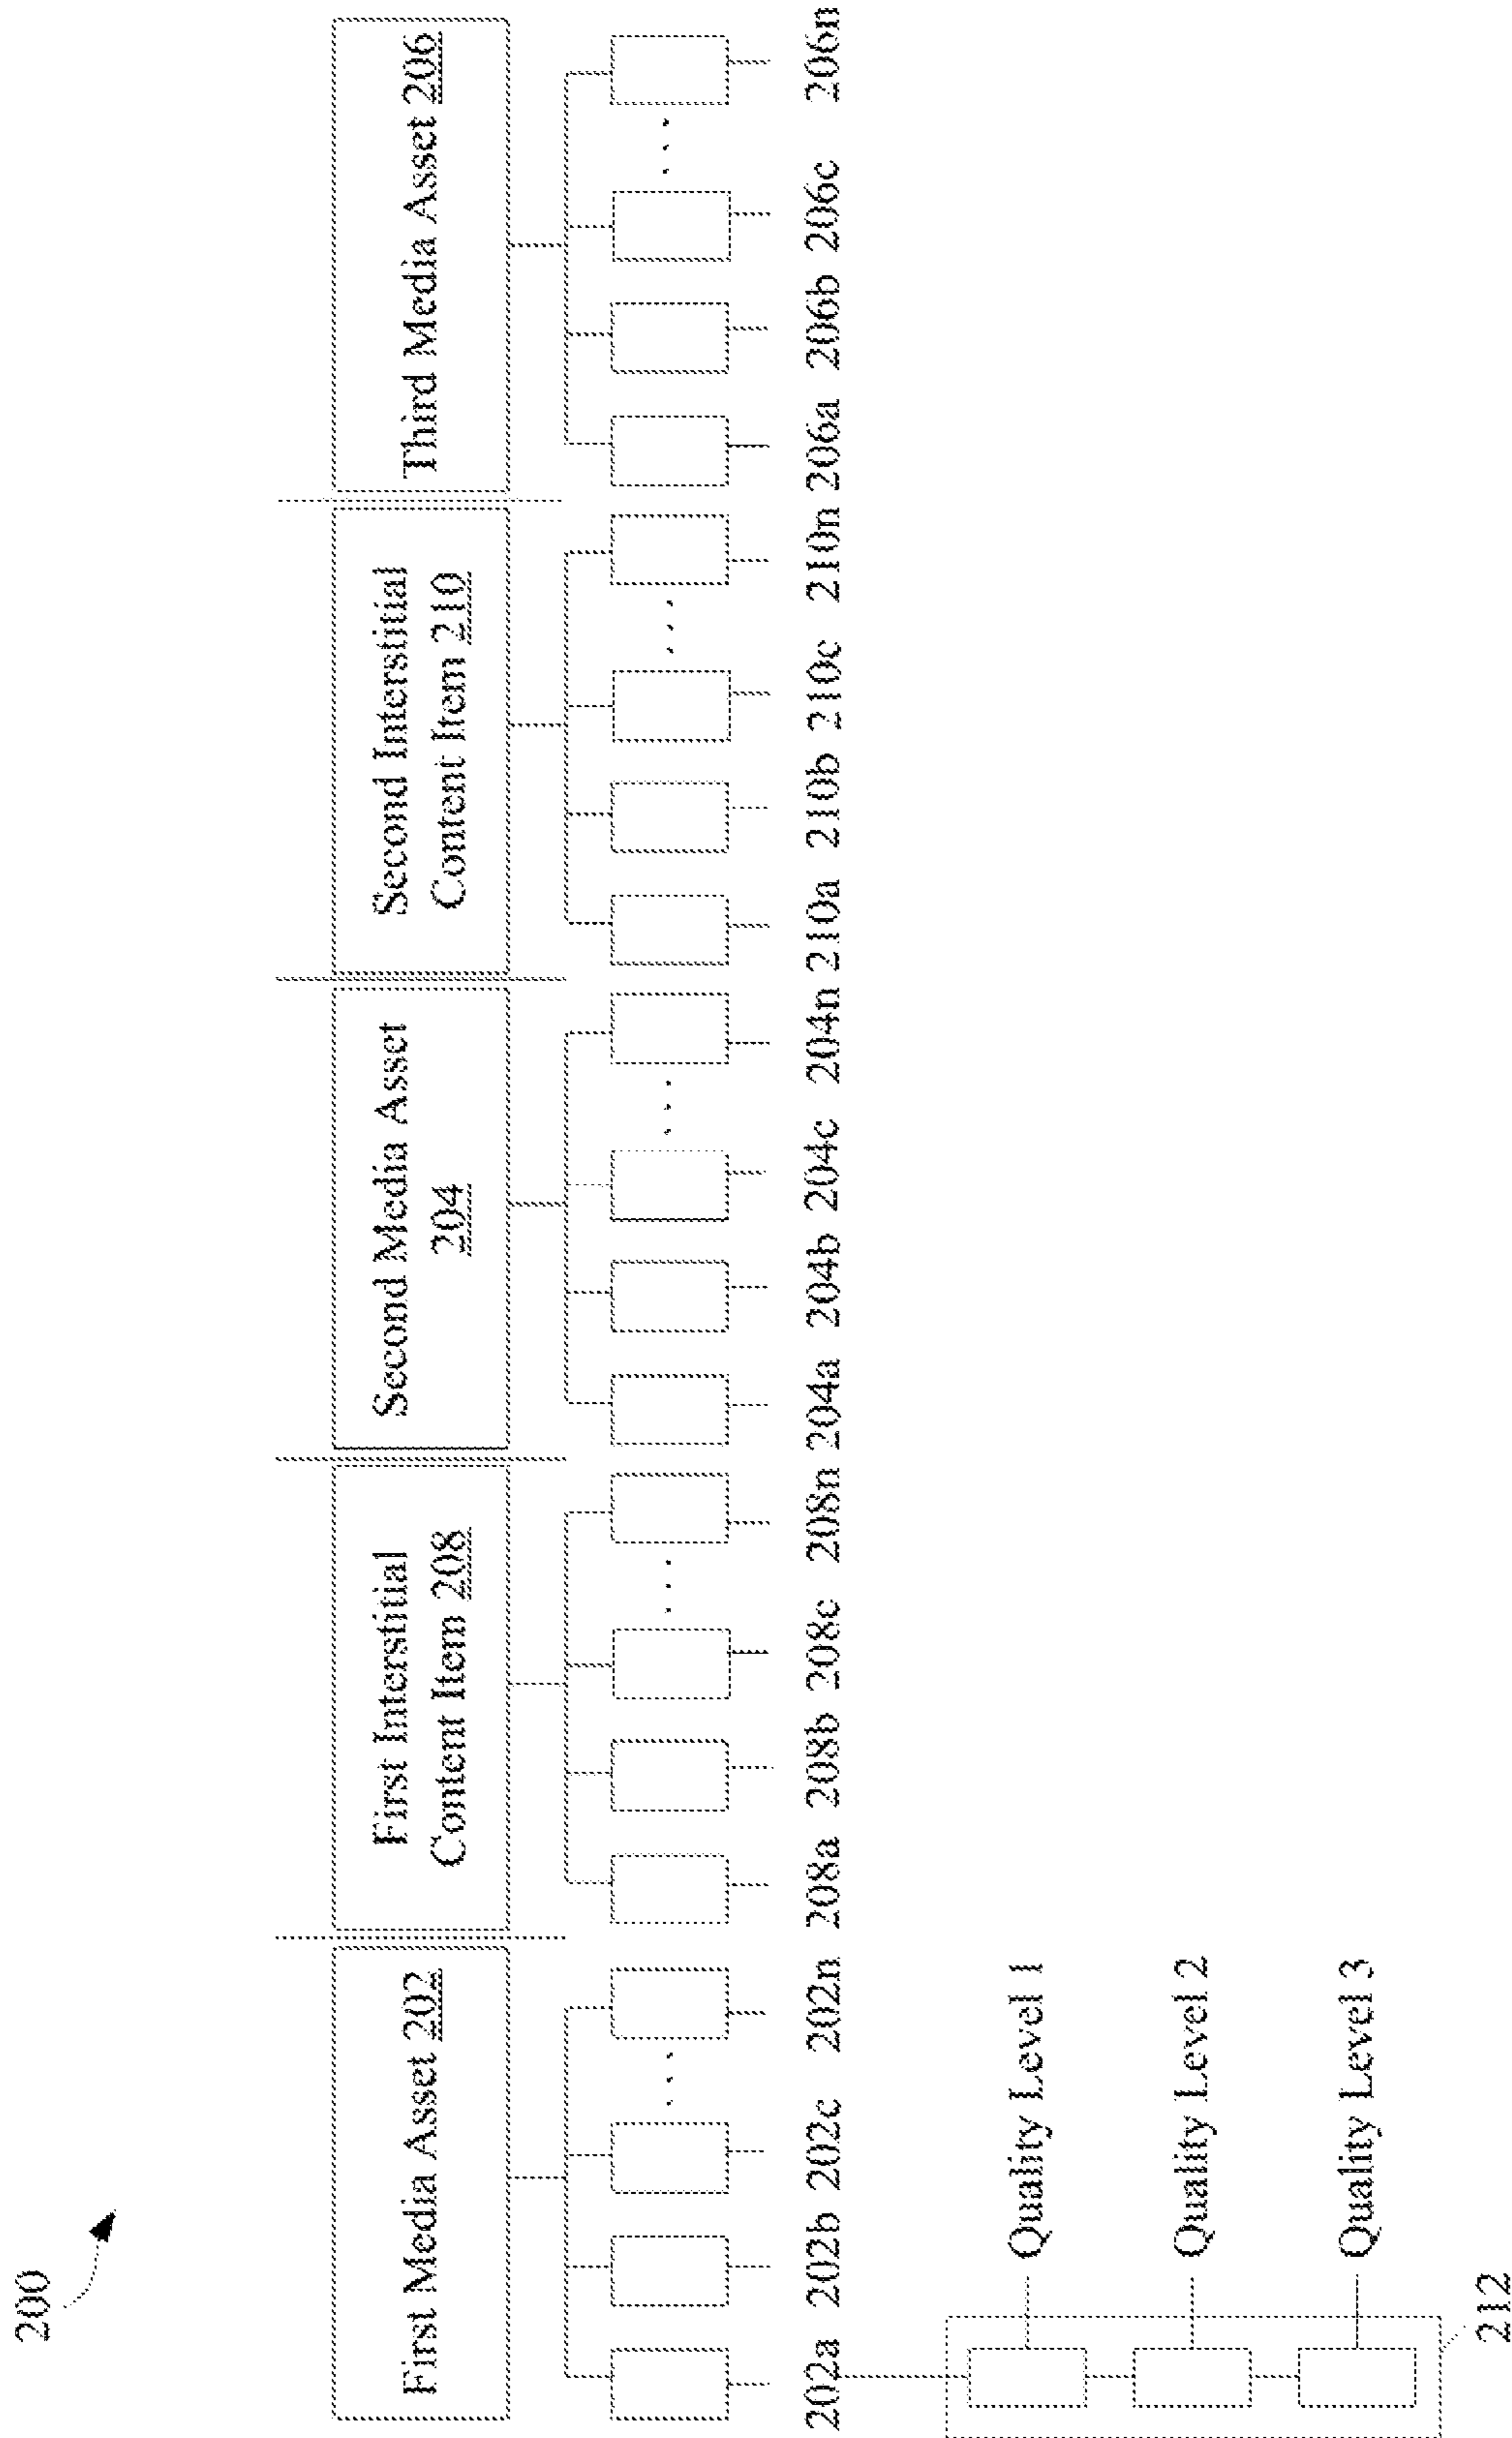 200
First Media Asset 202
First Interstitial
Content Item 208
Second Media Asset
204
Second Interstitial
Content Item 210
Third Media Asset 206
202a 202b 202c 202n 208a 208b 208c 208n 204a 204b 204c 204n 210a 210b 210c 210n 206a 206b 206c 206n
Quality Level 1
Quality Level 2
Quality Level 3
212